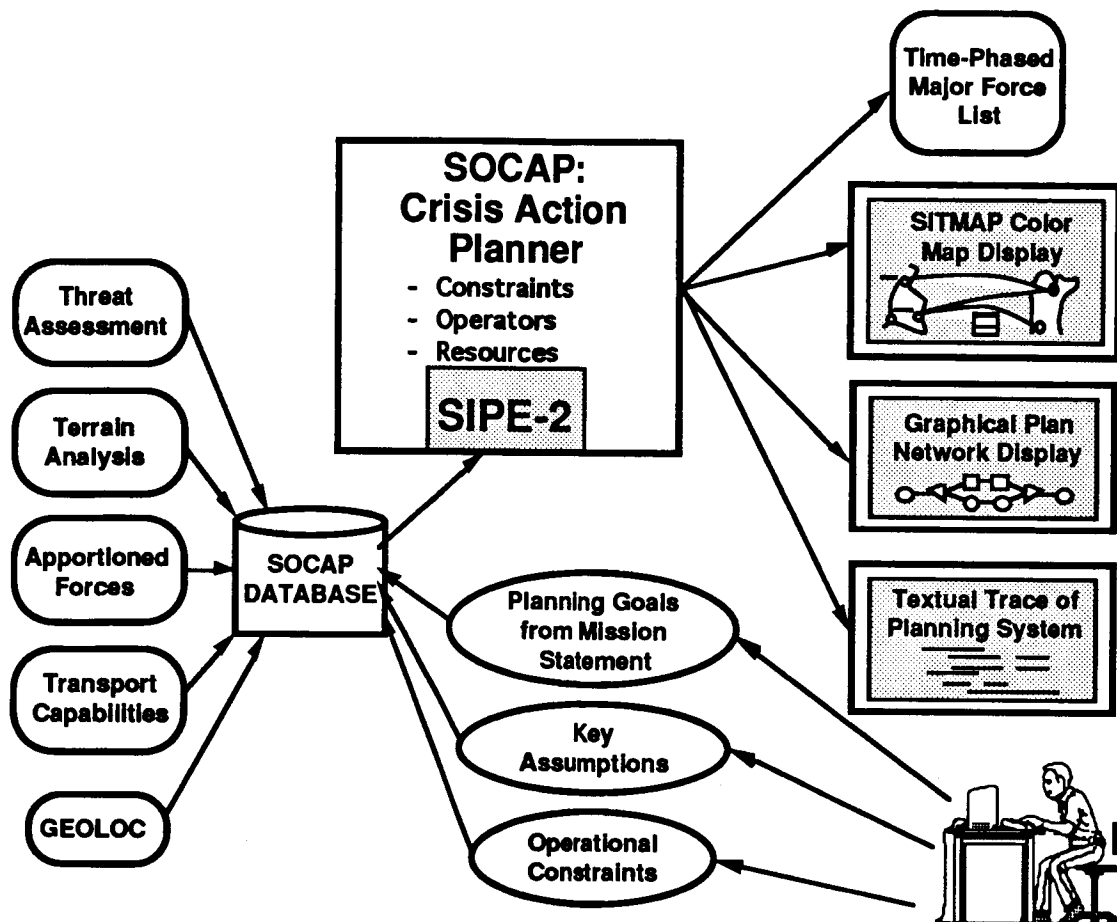 Time-Phased
Major Force
List
SOCAP:
Crisis Action
Planner
- Constraints
- Operators
- Resources
SIPE-2
SITMAP Color
Map Display
Threat
Assessment
Terrain
Analysis
Graphical Plan
Network Display
Apportioned
Forces
SOCAP
DATABASE
Planning Goals
from Mission
Statement
Textual Trace of
Planning System
Transport
Capabilities
Key
Assumptions
GEOLOC
Operational
Constraints